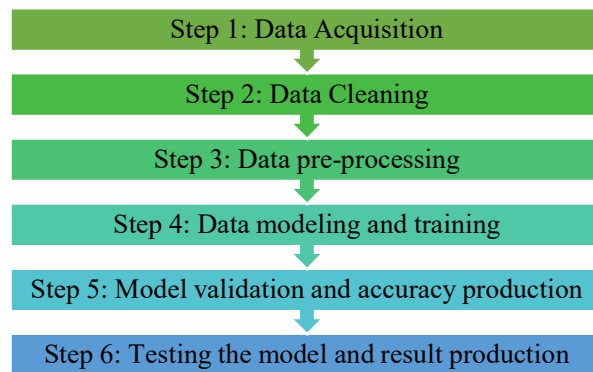 Step 1: Data Acquisition
Step 2: Data Cleaning
Step 3: Data pre-processing
Step 4: Data modeling and training
Step 5: Model validation and accuracy production
Step 6: Testing the model and result production